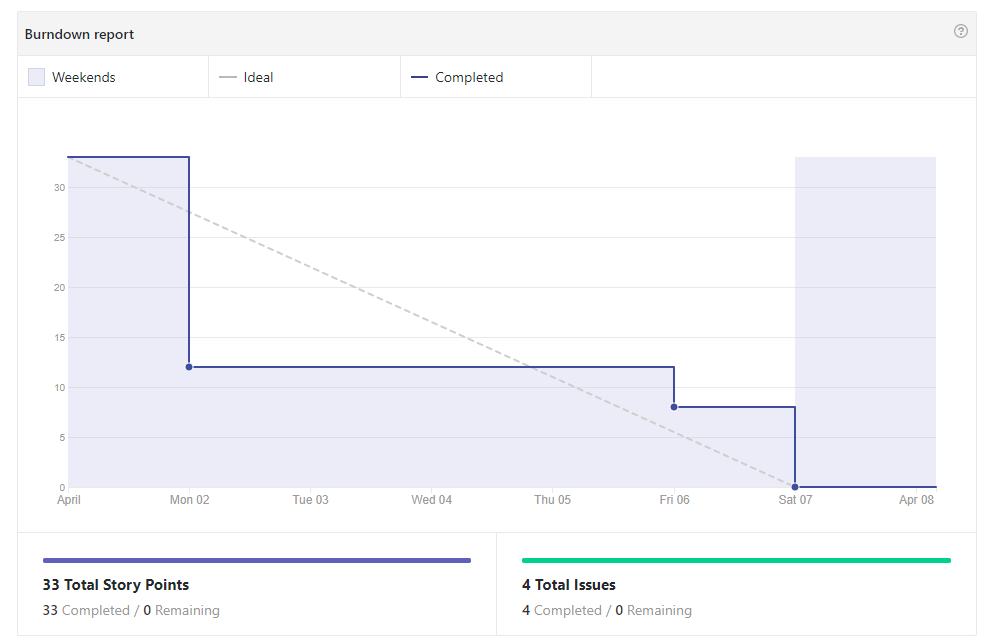 Burndown report
?
Weekends
Ideal
Completed
30
25
20
15
10
5
0
April Mon 02 Tue 03 Wed 04 Thu 05 Fri 06 Sat 07 Apr 08
33 Total Story Points
33 Completed / 0 Remaining
4 Total Issues
4 Completed / 0 Remaining